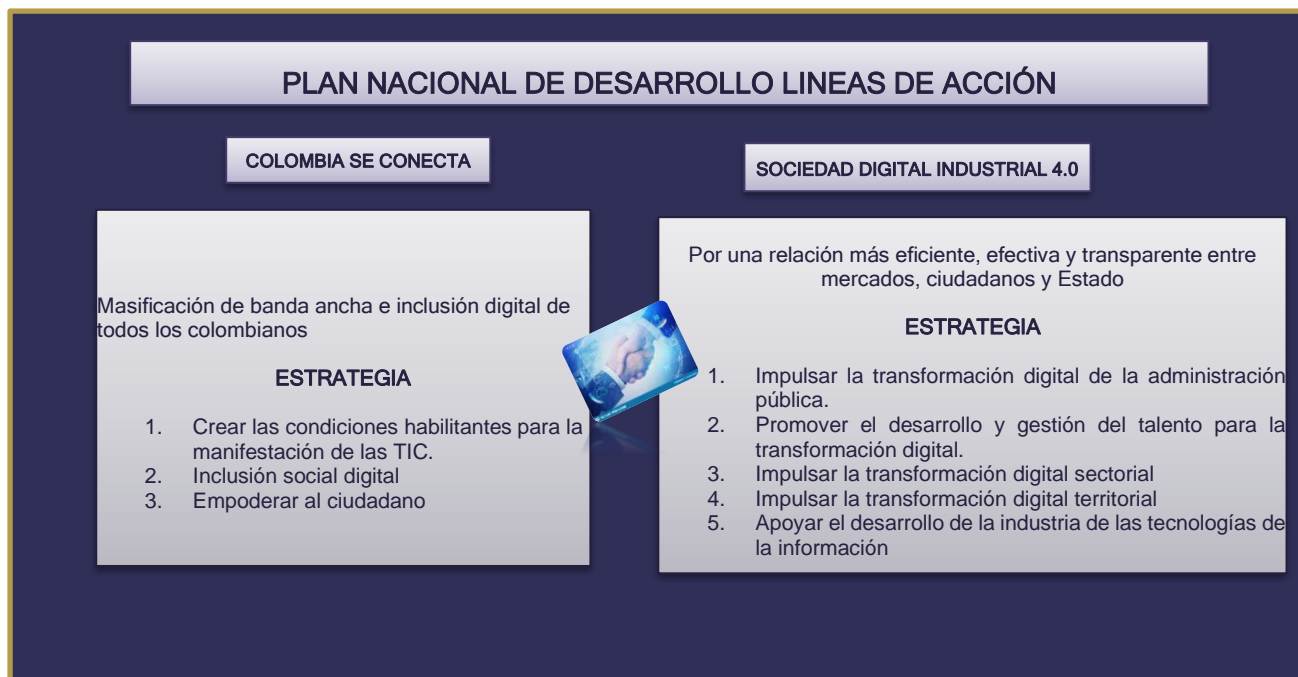 PLAN NACIONAL DE DESARROLLO LINEAS DE ACCIÓN
COLOMBIA SE CONECTA
Masificación de banda ancha e inclusión digital de
todos los colombianos
ESTRATEGIA
1. Crear las condiciones habilitantes para la
manifestación de las TIC.
2. Inclusión social digital
3. Empoderar al ciudadano
SOCIEDAD DIGITAL INDUSTRIAL 4.0
Por una relación más eficiente, efectiva y transparente entre
mercados, ciudadanos y Estado
ESTRATEGIA
1. Impulsar la transformación digital de la administración
pública.
2. Promover el desarrollo y gestión del talento para la
transformación digital.
3. Impulsar la transformación digital sectorial
4. Impulsar la transformación digital territorial
5. Apoyar el desarrollo de la industria de las tecnologías de
la información